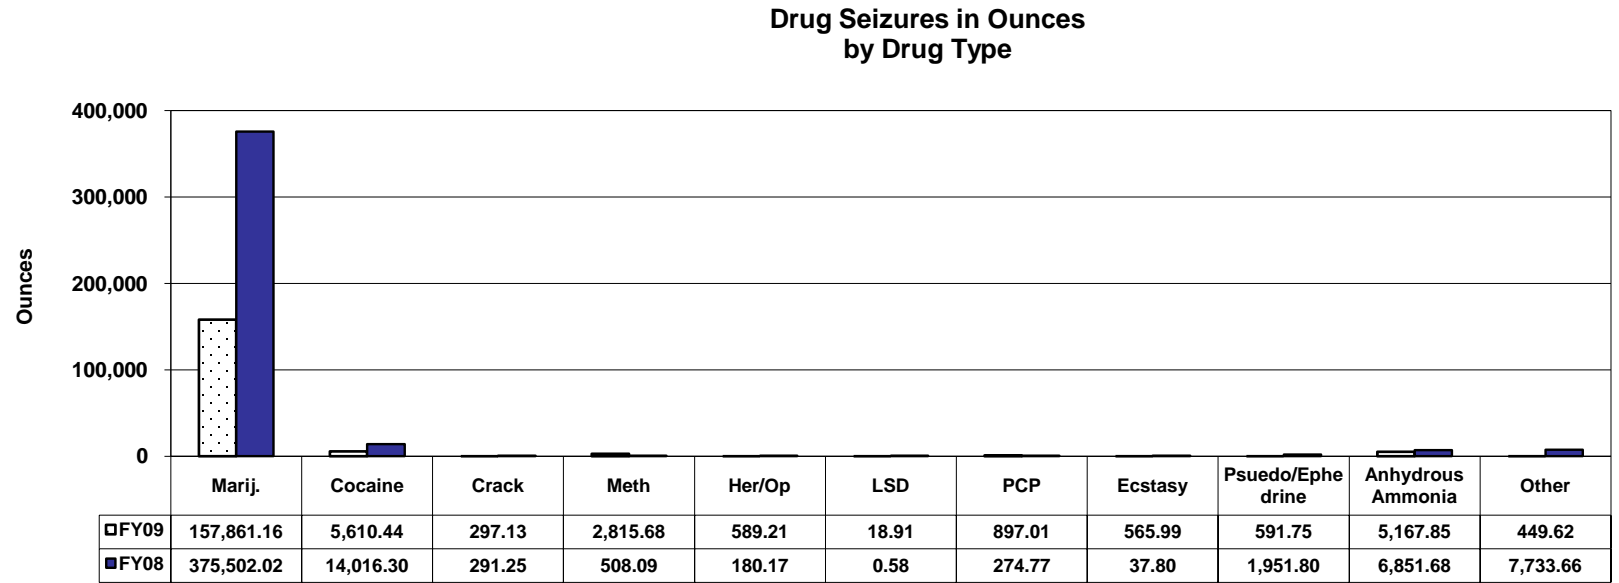 Drug Seizures in Ounces
by Drug Type
400,000
300,000
200,000
100,000
0
Ounces
Marij. Cocaine Crack Meth Her/Op LSD PCP Ecstasy Psuedo/Ephe Anhydrous Other
drine Ammonia
FY09 157,861.16 5,610.44 297.13 2,815.68 589.21 18.91 897.01 565.99 591.75 5,167.85 449.62
FY08 375,502.02 14,016.30 291.25 508.09 180.17 0.58 274.77 37.80 1,951.80 6,851.68 7,733.66